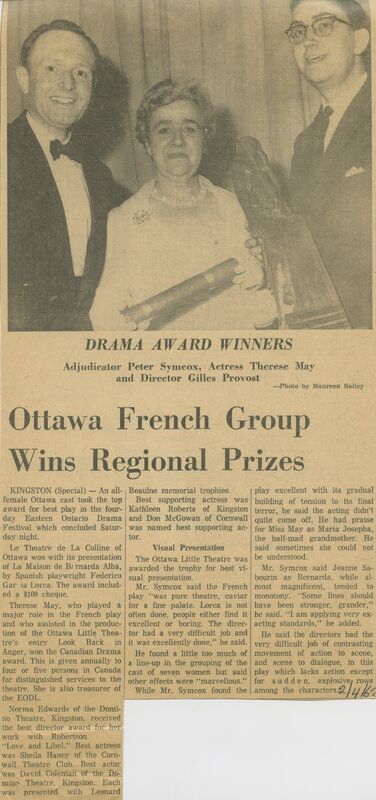 DRAMA AWARD WINNERS
Adjudicator Peter Symcox, Actress Therese May
and Director Gilles Provost
—Photo by Maureen Bailey
Ottawa French Group
Wins Regional Prizes
KINGSTON (Special) — An all-
female Ottawa cast took the top
award for best play in the four-
day Eastern Ontario Drama
Festival which concluded Satur-
day night.
Le Theatre de La Colline of
Ottawa won with its presentation
of La Maison de Bernarda Alba,
by Spanish playwright Federico
Garcia Lorca. The award includ-
ed a $100 cheque.
Therese May, who played a
major role in the French play
and who assisted in the produc-
tion of the Ottawa Little Thea-
tre's entry Look Back in
Anger, won the Canadian Drama
award. This is given annually to
four or five persons in Canada
for distinguished services to the
theatre. She is also treasurer of
the EODL.
Norma Edwards of the Domi-
no Theatre, Kingston, received
the best director award for her
work with Robertson
"Love and Libel." Best actress
was Sheila Haney of the Corn-
wall Theatre Club. Best actor
was David Coleman of the Do-
mino Theatre, Kingston. Each
was presented with Leonard
Beaulne memorial trophies.
Best supporting actress was
Kathleen Roberts of Kingston
and Don McGowan of Cornwall
was named best supporting ac-
tor.
Visual Presentation
The Ottawa Little Theatre was
awarded the trophy for best vi-
sual presentation.
Mr. Symcox said the French
play "was pure theatre, caviar
for a fine palate. Lorca is not
often done, people either find it
excellent or boring. The direc-
tor had a very difficult job and
it was excellently done," he said.
He found a little too much of
a line-up in the grouping of the
cast of seven women but said
other effects were "marvellous."
While Mr. Symcox found the
play excellent with its gradual
building of tension to its final
terror, he said the acting didn't
quite come off. He had praise
for Miss May as Maria Josepha,
the half-mad grandmother. He
said sometimes she could not
be understood.
Mr. Symcox said Jeanne Sa-
bourin as Bernarda, while al-
most magnificent, tended to
monotony. "Some lines should
have been stronger, grander,"
he said. "I am applying very ex-
acting standards," he added.
He said the directors had the
very difficult job of contrasting
movement of action to scene,
and scene to dialogue, in this
play which lacks action except
for sudden, explosive rows
among the characters.